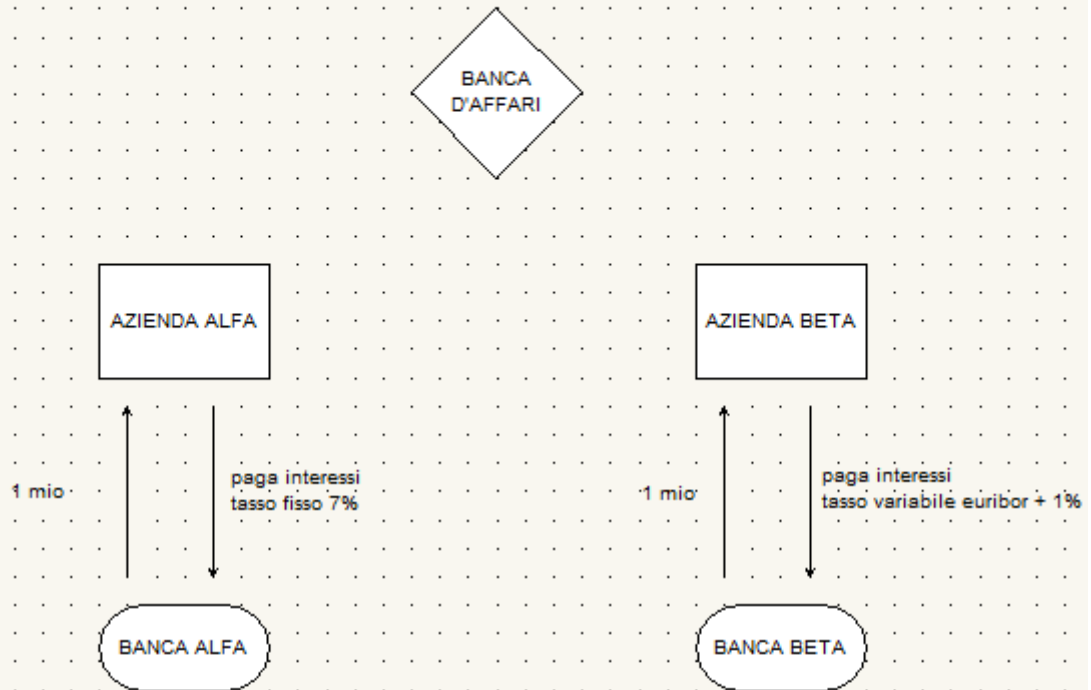 BANCA
D'AFFARI
AZIENDA ALFA
AZIENDA BETA
1 mio
paga interessi
tasso fisso 7%
1 mio
paga interessi
tasso variabile euribor + 1%
BANCA ALFA
BANCA BETA